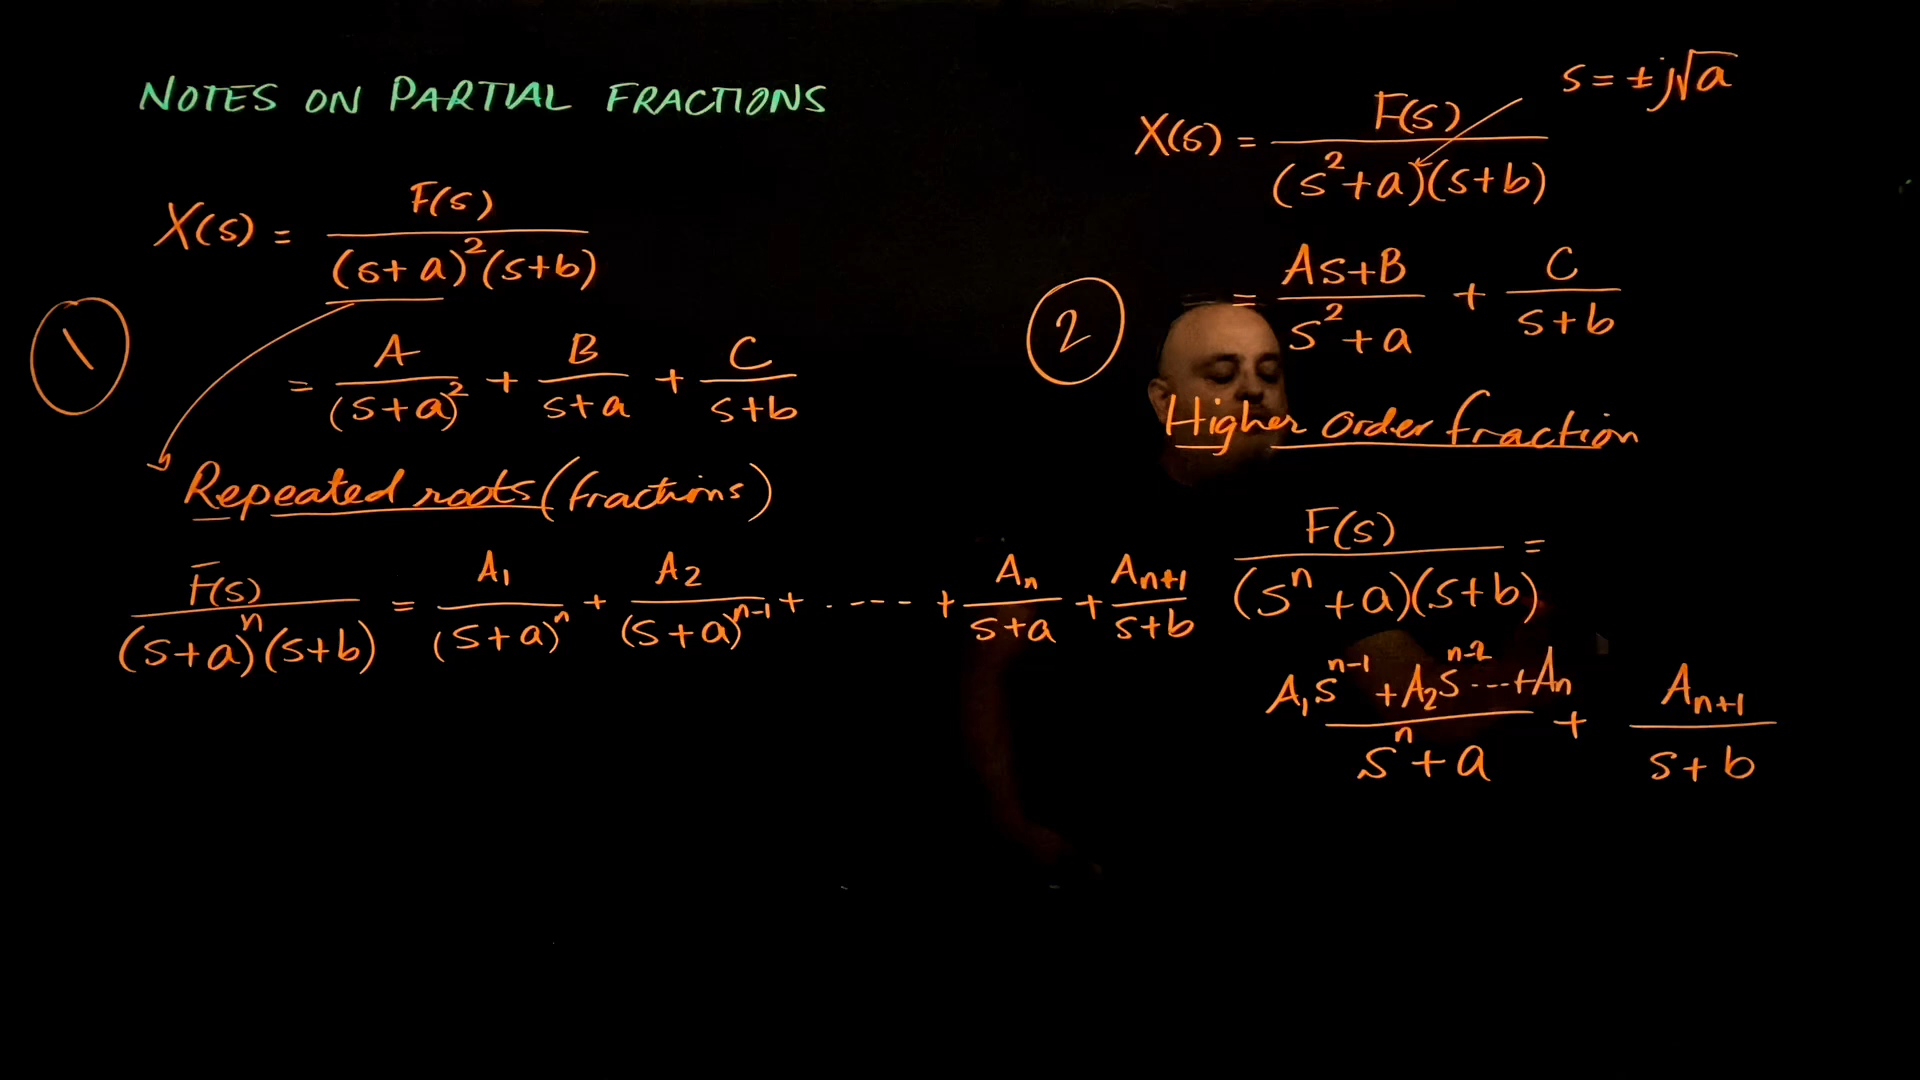 NOTES ON PARTIAL FRACTIONS
X(s) = F(s) / (s+a)²(s+b)
①
= A/(s+a)² + B/s+a + C/s+b
Repeated roots (fractions)
F(s) / (s+a)ⁿ(s+b) = A₁/(s+a)ⁿ + A₂/(s+a)ⁿ⁻¹ + ..---- + Aₙ/s+a + Aₙ₊₁/s+b
s = ±j√a
X(s) = F(s) / (s²+a)(s+b)
②
= As+B/s²+a + C/s+b
Higher order fraction
F(s) / (sⁿ+a)(s+b) =
A₁sⁿ⁻¹+A₂sⁿ⁻²...-+Aₙ / sⁿ+a + Aₙ₊₁/s+b